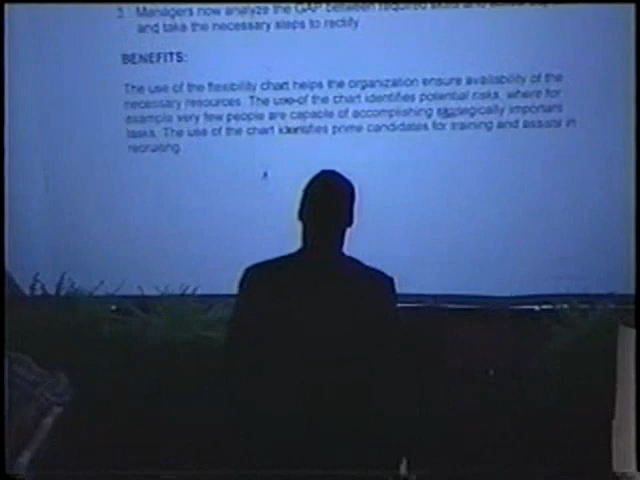 3. Managers now analyze the GAP between required skills and
and take the necessary steps to rectify
BENEFITS:
The use of the flexibility chart helps the organization ensure availability of the
necessary resources. The use of the chart identifies potential risks, where for
example very few people are capable of accomplishing strategically important
tasks. The use of the chart identifies prime candidates for training and assists in
recruiting.